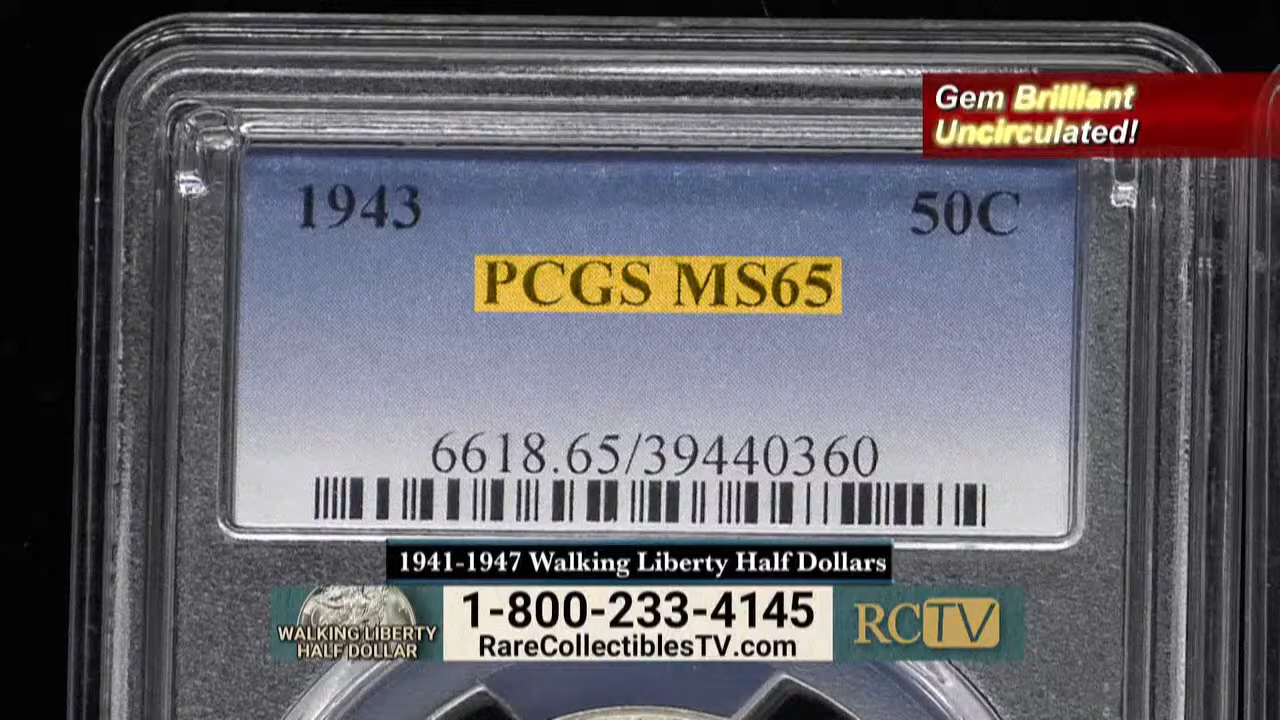 Gem Brilliant
Uncirculated!
1943
50C
PCGS MS65
6618.65/39440360
1941-1947 Walking Liberty Half Dollars
WALKING LIBERTY
HALF DOLLAR
1-800-233-4145
RareCollectiblesTV.com
RCTV